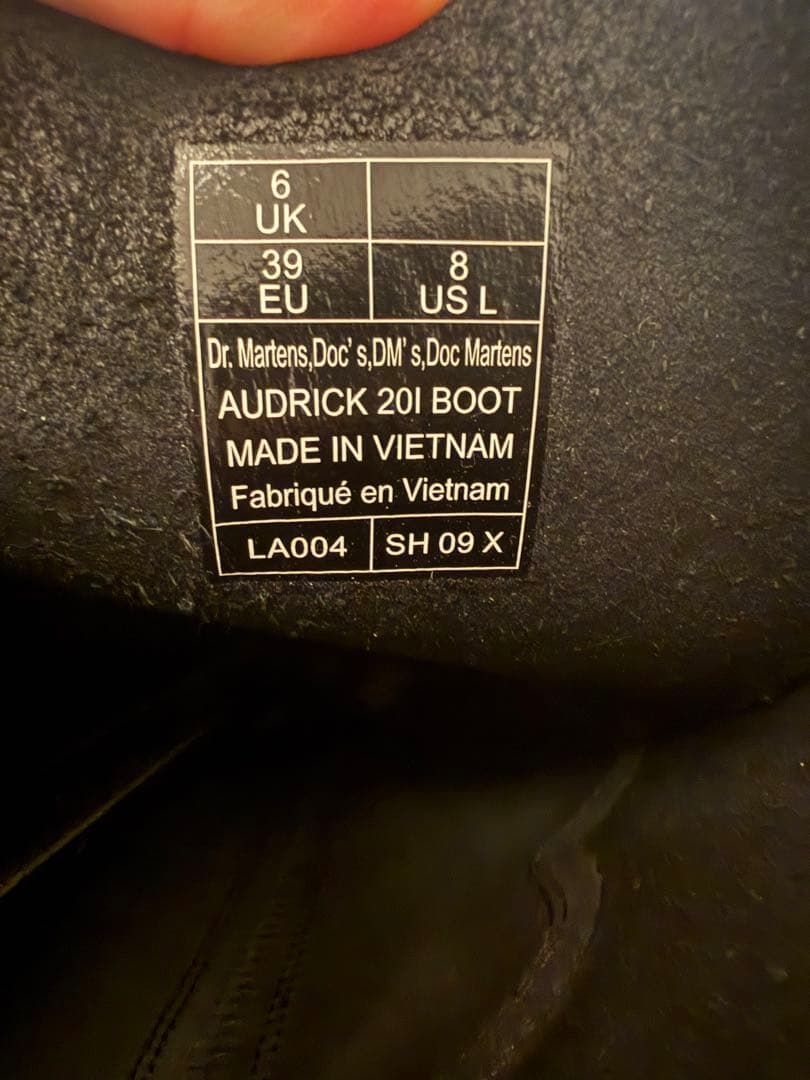 6
UK
39
EU
8
US L
Dr. Martens,Doc' s,DM' s,Doc Martens
AUDRICK 20I BOOT
MADE IN VIETNAM
Fabriqué en Vietnam
LA004
SH 09 X